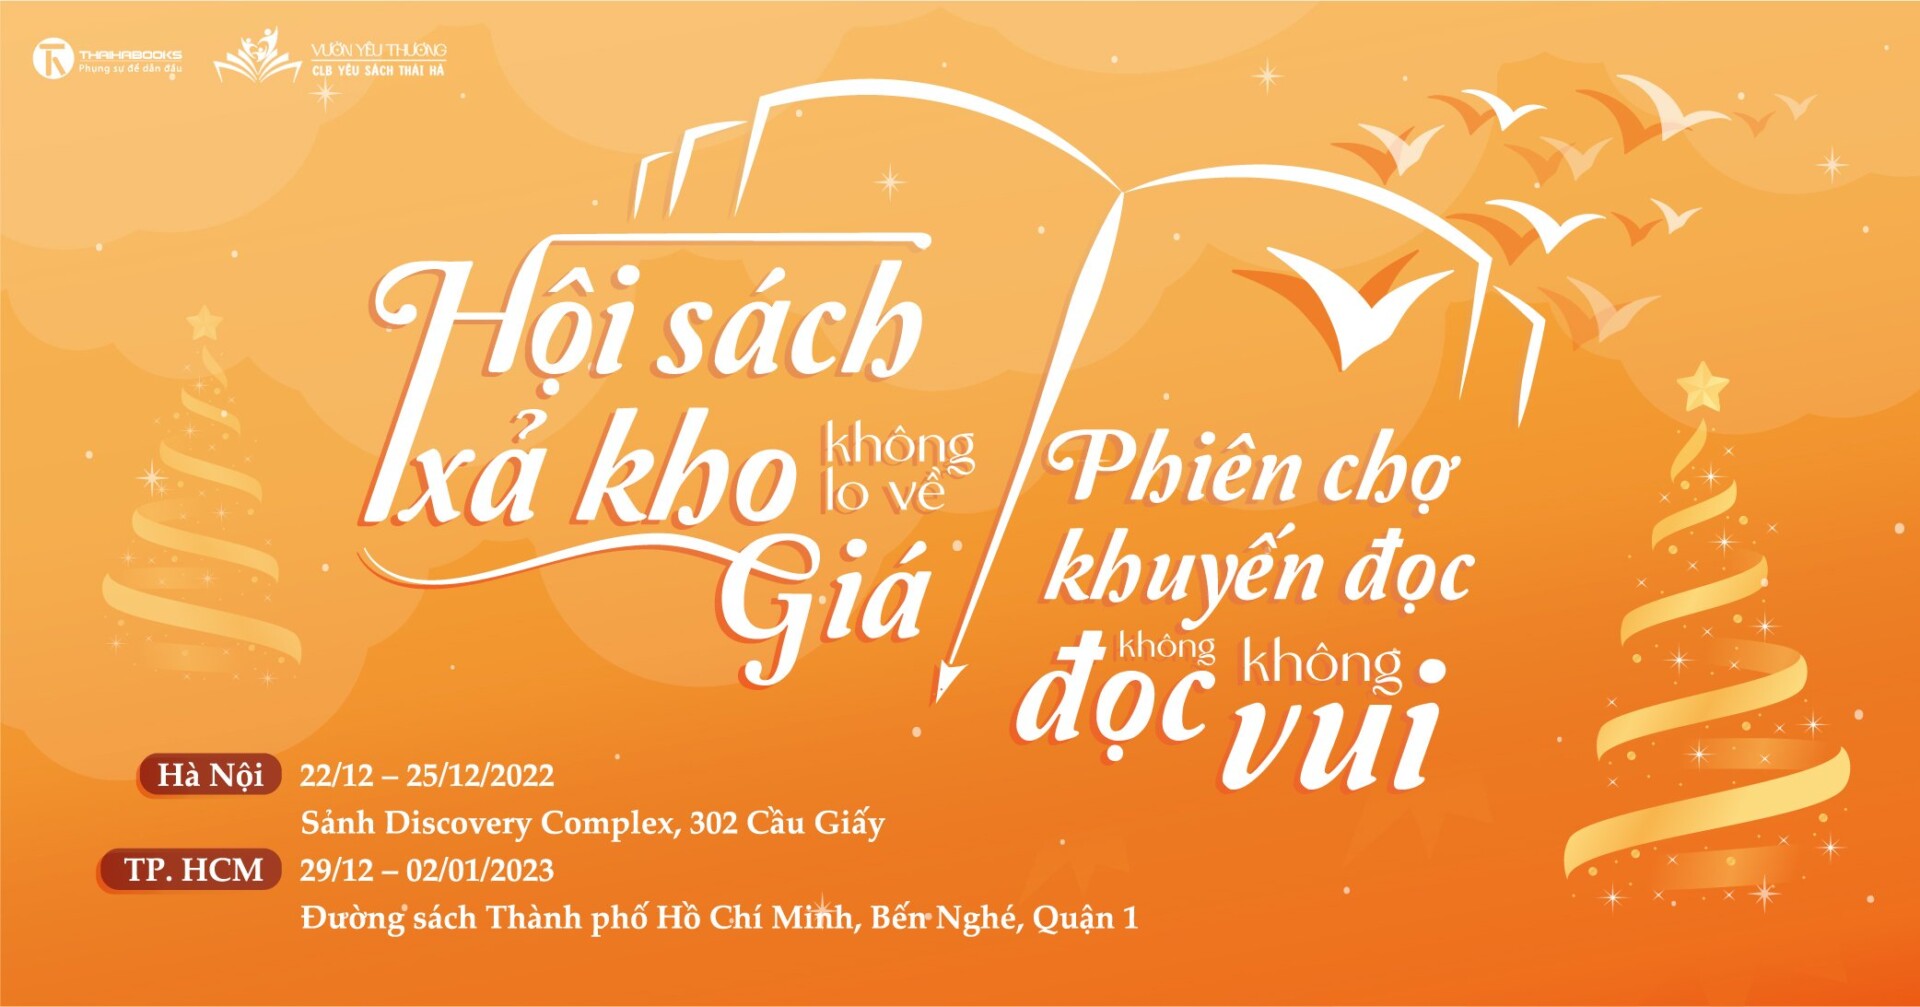 THAIHABOOKS
Phụng sự để dẫn đầu
VƯỜN YÊU THƯƠNG
CLB YÊU SÁCH THÁI HÀ
Hội sách
xả kho không lo về
Giá
Phiên chợ
khuyến đọc
không đọc không vui
Hà Nội 22/12 – 25/12/2022
Sảnh Discovery Complex, 302 Cầu Giấy
TP. HCM 29/12 – 02/01/2023
Đường sách Thành phố Hồ Chí Minh, Bến Nghé, Quận 1